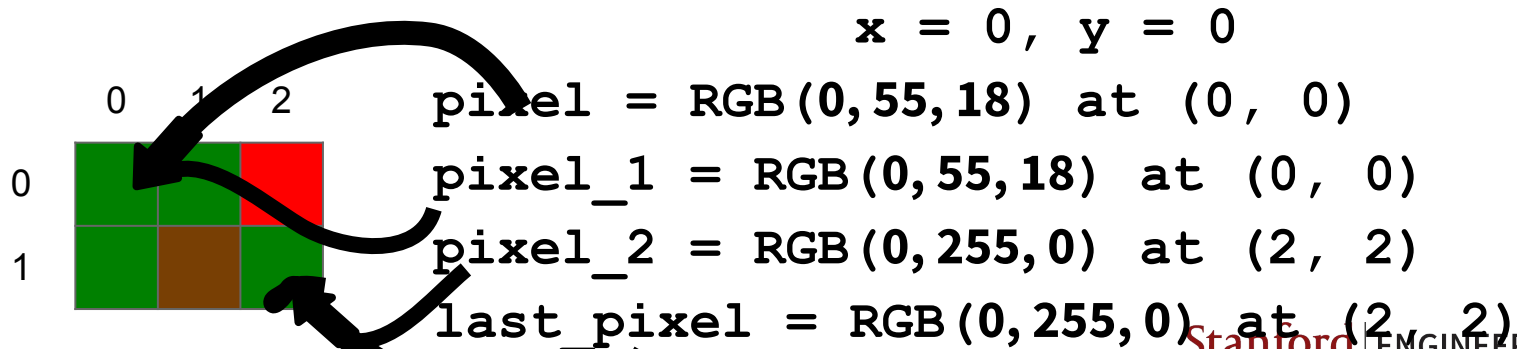 x = 0, y = 0
0 1 2
pixel = RGB(0,55,18) at (0, 0)
0
pixel_1 = RGB(0,55,18) at (0, 0)
1
pixel_2 = RGB(0,255,0) at (2, 2)
last_pixel = RGB(0,255,0) at (2, 2)
Stanford | ENGINEER